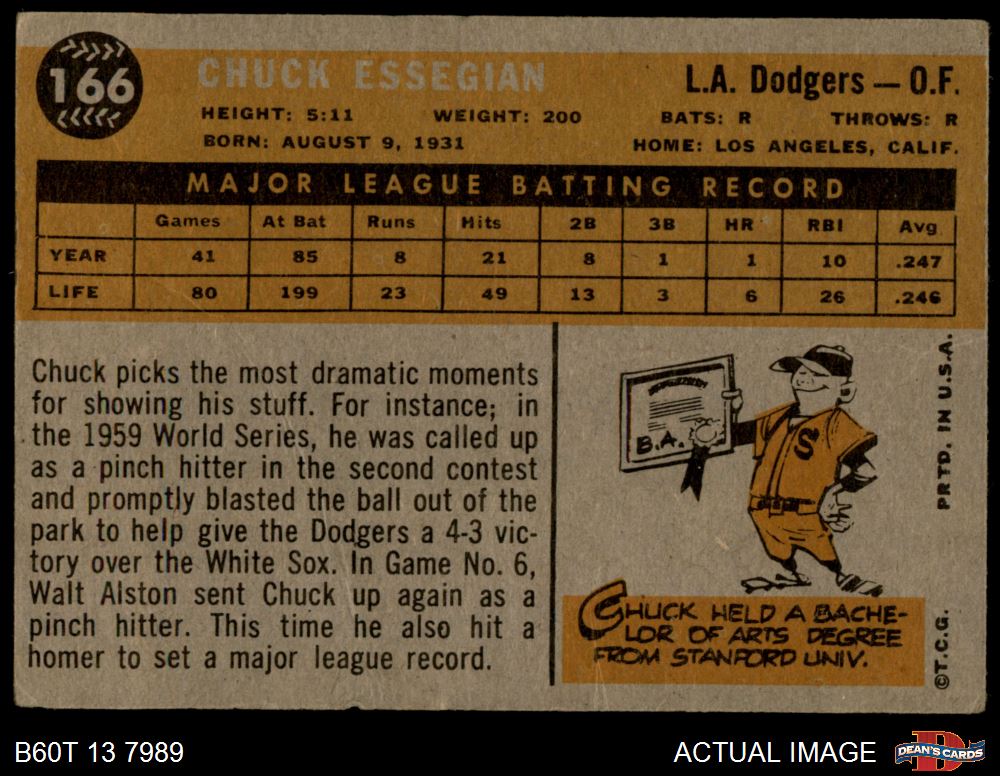 166
CHUCK ESSEGIAN
L.A. Dodgers — O.F.
HEIGHT: 5:11 WEIGHT: 200 BATS: R THROWS: R
BORN: AUGUST 9, 1931 HOME: LOS ANGELES, CALIF.
MAJOR LEAGUE BATTING RECORD
Games At Bat Runs Hits 2B 3B HR RBI Avg
YEAR 41 85 8 21 8 1 1 10 .247
LIFE 80 199 23 49 13 3 6 26 .246
Chuck picks the most dramatic moments
for showing his stuff. For instance; in
the 1959 World Series, he was called up
as a pinch hitter in the second contest
and promptly blasted the ball out of the
park to help give the Dodgers a 4-3 vic-
tory over the White Sox. In Game No. 6,
Walt Alston sent Chuck up again as a
pinch hitter. This time he also hit a
homer to set a major league record.
B.A.
S
CHUCK HELD A BACHE-
LOR OF ARTS DEGREE
FROM STANFORD UNIV.
PRTD. IN U.S.A.
©T.C.G.
B60T 13 7989
ACTUAL IMAGE
DEAN'S CARDS